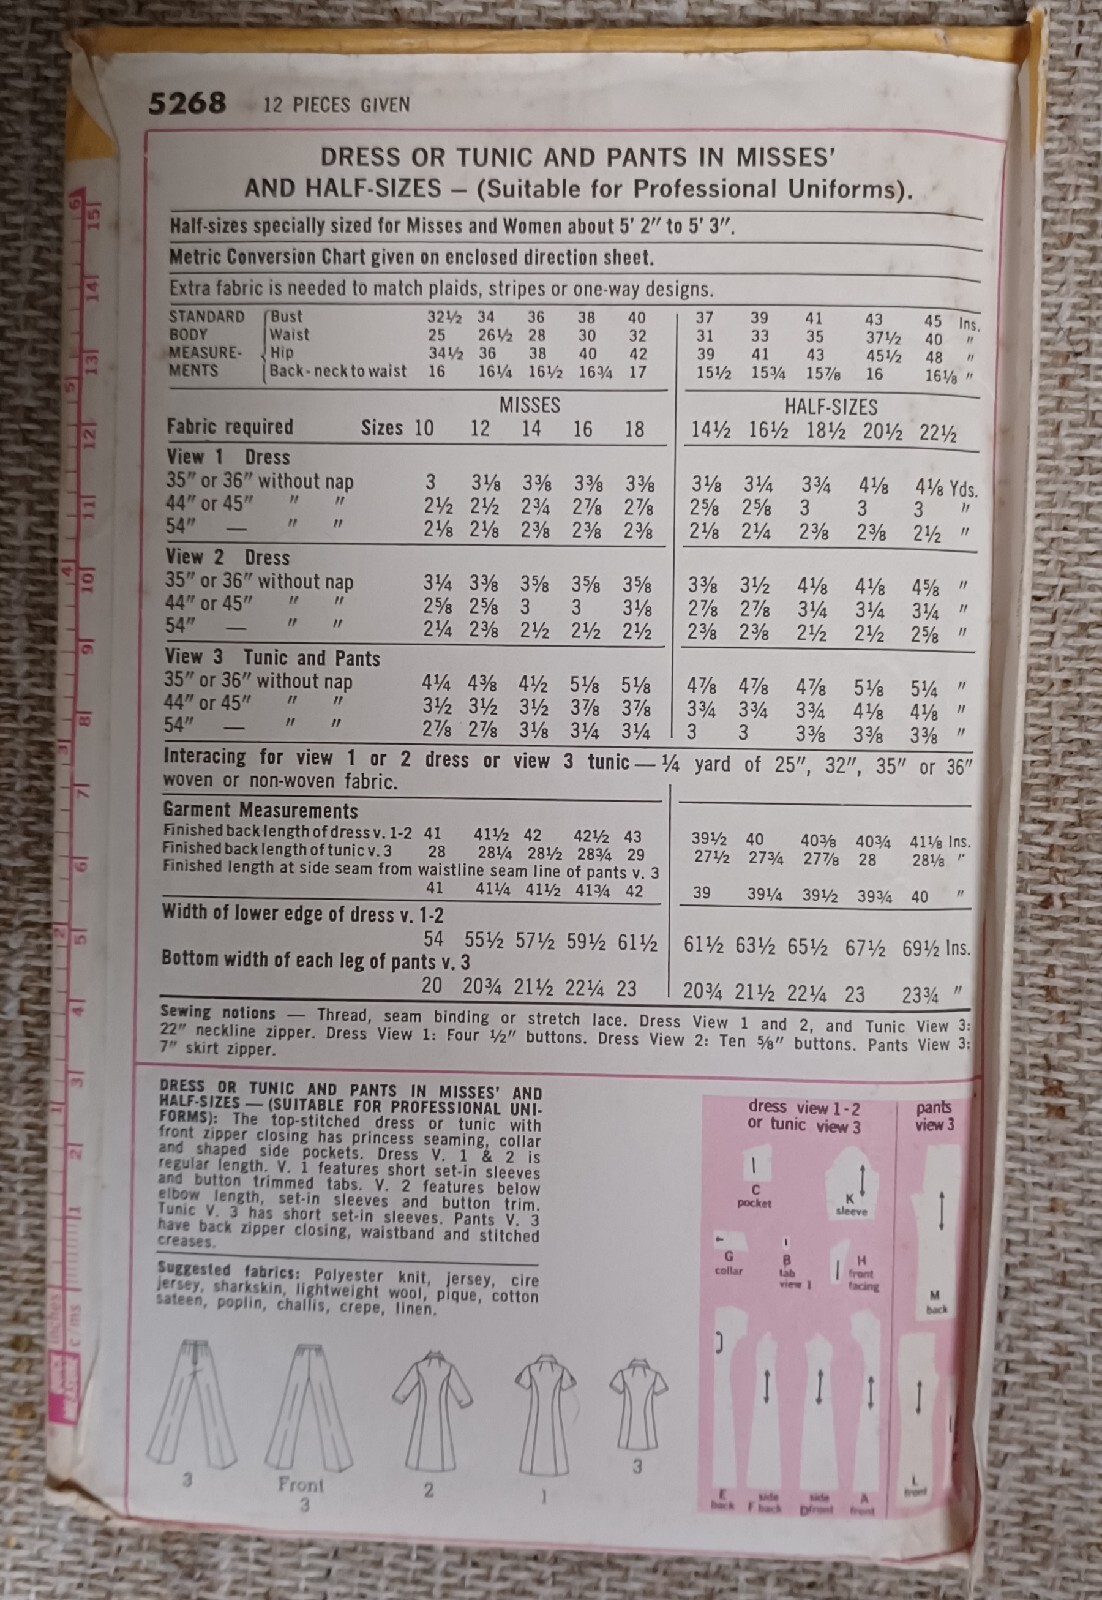 5268 12 PIECES GIVEN
DRESS OR TUNIC AND PANTS IN MISSES'
AND HALF-SIZES — (Suitable for Professional Uniforms).
Half-sizes specially sized for Misses and Women about 5' 2" to 5' 3".
Metric Conversion Chart given on enclosed direction sheet.
Extra fabric is needed to match plaids, stripes or one-way designs.
STANDARD Bust 32½ 34 36 38 40 37 39 41 43 45 Ins.
BODY Waist 25 26½ 28 30 32 31 33 35 37½ 40 "
MEASURE- Hip 34½ 36 38 40 42 39 41 43 45½ 48 "
MENTS Back-neck to waist 16 16¼ 16½ 16¾ 17 15½ 15¾ 15⅞ 16 16⅛ "
MISSES HALF-SIZES
Fabric required Sizes 10 12 14 16 18 14½ 16½ 18½ 20½ 22½
View 1 Dress
35" or 36" without nap 3 3⅛ 3⅜ 3⅜ 3⅜ 3⅛ 3¼ 3¾ 4⅛ 4⅛ Yds.
44" or 45" " " 2½ 2½ 2¾ 2⅞ 2⅞ 2⅝ 2⅝ 3 3 3 "
54" — " " 2⅛ 2⅛ 2⅜ 2⅜ 2⅜ 2⅛ 2¼ 2⅜ 2⅜ 2½ "
View 2 Dress
35" or 36" without nap 3¼ 3⅜ 3⅝ 3⅝ 3⅝ 3⅜ 3½ 4⅛ 4⅛ 4⅝ "
44" or 45" " " 2⅝ 2⅝ 3 3 3⅛ 2⅞ 2⅞ 3¼ 3¼ 3¼ "
54" — " " 2¼ 2⅜ 2½ 2½ 2½ 2⅜ 2⅜ 2½ 2½ 2⅝ "
View 3 Tunic and Pants
35" or 36" without nap 4¼ 4⅜ 4½ 5⅛ 5⅛ 4⅞ 4⅞ 4⅞ 5⅛ 5¼ "
44" or 45" " " 3½ 3½ 3½ 3⅞ 3⅞ 3¾ 3¾ 3¾ 4⅛ 4⅛ "
54" — " " 2⅞ 2⅞ 3⅛ 3¼ 3¼ 3 3 3⅜ 3⅜ 3⅜ "
Interacing for view 1 or 2 dress or view 3 tunic — ¼ yard of 25", 32", 35" or 36"
woven or non-woven fabric.
Garment Measurements
Finished back length of dress v. 1-2 41 41½ 42 42½ 43 39½ 40 40⅜ 40¾ 41⅛ Ins.
Finished back length of tunic v. 3 28 28¼ 28½ 28¾ 29 27½ 27¾ 27⅞ 28 28⅛ "
Finished length at side seam from waistline seam line of pants v. 3
41 41¼ 41½ 41¾ 42 39 39¼ 39½ 39¾ 40 "
Width of lower edge of dress v. 1-2
54 55½ 57½ 59½ 61½ 61½ 63½ 65½ 67½ 69½ Ins.
Bottom width of each leg of pants v. 3
20 20¾ 21½ 22¼ 23 20¾ 21½ 22¼ 23 23¾ "
Sewing notions — Thread, seam binding or stretch lace. Dress View 1 and 2, and Tunic View 3:
22" neckline zipper. Dress View 1: Four ½" buttons. Dress View 2: Ten ⅝" buttons. Pants View 3:
7" skirt zipper.
DRESS OR TUNIC AND PANTS IN MISSES' AND
HALF-SIZES — (SUITABLE FOR PROFESSIONAL UNI-
FORMS): The top-stitched dress or tunic with
front zipper closing has princess seaming, collar
and shaped side pockets. Dress V. 1 & 2 is
regular length. V. 1 features short set-in sleeves
and button trimmed tabs. V. 2 features below
elbow length, set-in sleeves and button trim.
Tunic V. 3 has short set-in sleeves. Pants V. 3
have back zipper closing, waistband and stitched
creases.
Suggested fabrics: Polyester knit, jersey, cire
jersey, sharkskin, lightweight wool, pique, cotton
sateen, poplin, challis, crepe, linen.
3
Front
3
2
1
3
dress view 1-2
or tunic view 3
pants
view 3
C
pocket
K
sleeve
G
collar
B
tab
view 1
H
front
facing
M
back
E
back
side
F back
side
D front
A
front
L
front
inches
c/ms
1 2 3 4 5 6
1 2 3 4 5 6 7 8 9 10 11 12 13 14 15